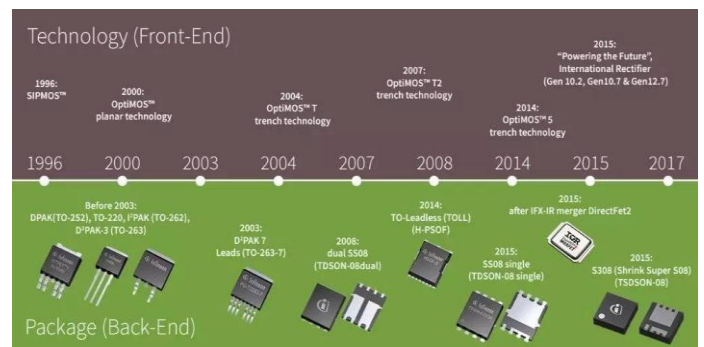 Technology (Front-End)
2015:
"Powering the Future",
International Rectifier
(Gen 10.2, Gen10.7 & Gen12.7)
2007:
OptiMOS™ T2
trench technology
1996:
SIPMOS™
2000:
OptiMOS™
planar technology
2004:
OptiMOS™ T
trench technology
2014:
OptiMOS™ 5
trench technology
1996
2000
2003
2004
2007
2008
2014
2015
2017
Before 2003:
DPAK(TO-252), TO-220, I²PAK (TO-262),
D²PAK-3 (TO-263)
2003:
D²PAK 7
Leads (TO-263-7)
2008:
dual SS08
(TDSON-08dual)
2014:
TO-Leadless (TOLL)
(H-PSOF)
2015:
SS08 single
(TDSON-08 single)
2015:
after IFX-IR merger DirectFet2
IOR
2015:
S308 (Shrink Super S08)
(TSDSON-08)
Package (Back-End)